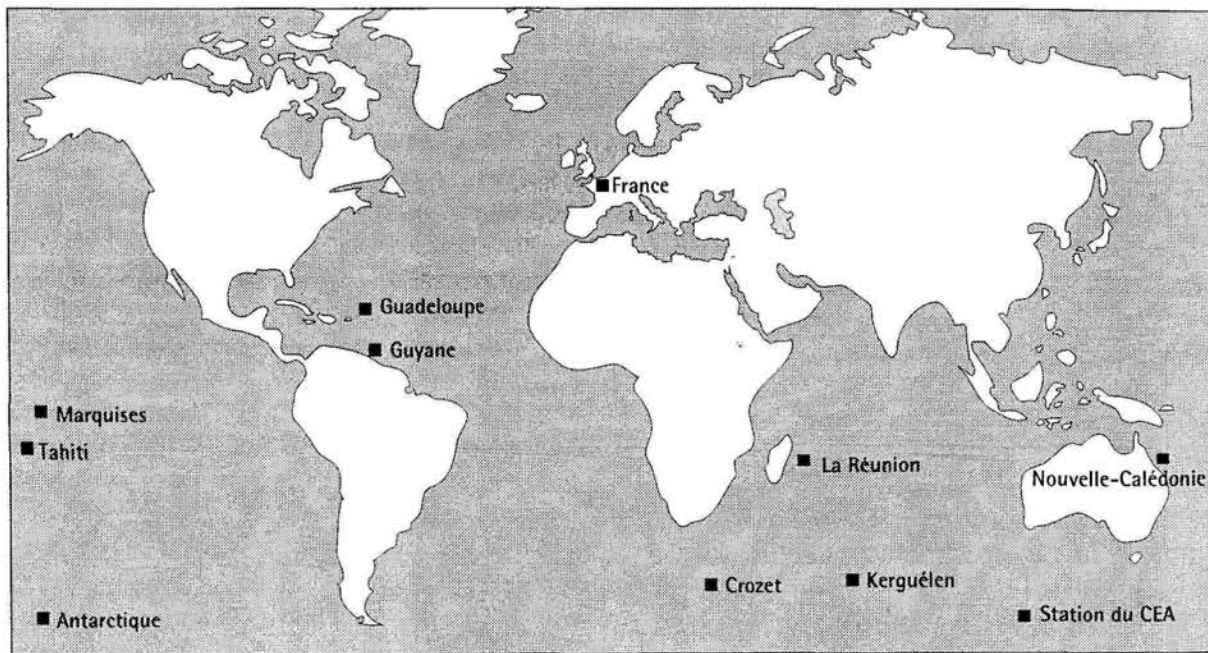 France
Guadeloupe
Guyane
Marquises
Tahiti
La Réunion
Nouvelle-Calédonie
Crozet
Kerguélen
Antarctique
Station du CEA